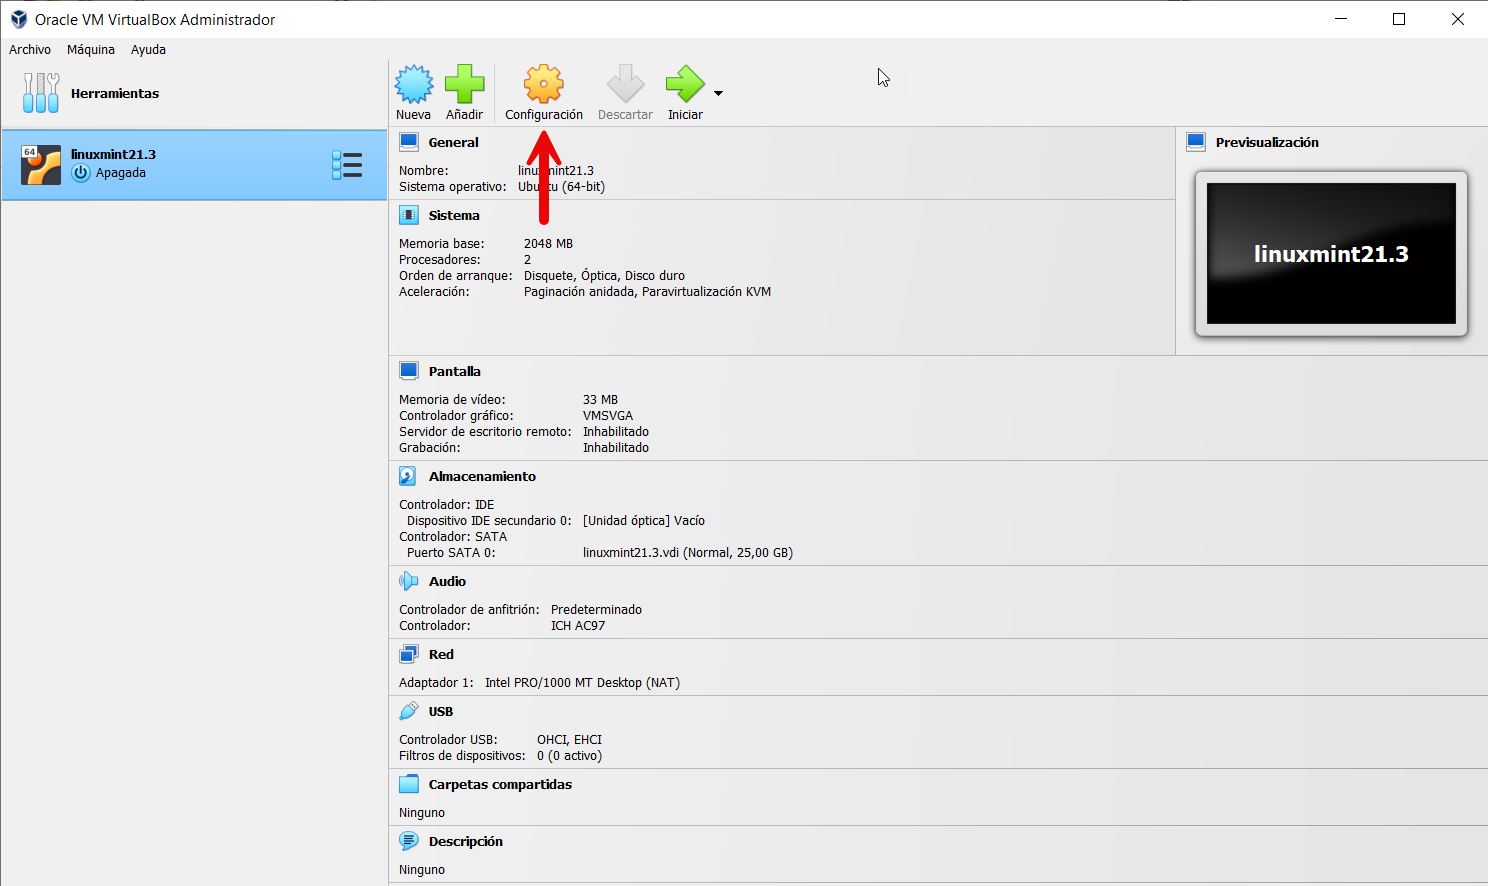 Oracle VM VirtualBox Administrador
Archivo Máquina Ayuda
Herramientas
64
linuxmint21.3
Apagada
Nueva Añadir Configuración Descartar Iniciar
General
Nombre: linuxmint21.3
Sistema operativo: Ubuntu (64-bit)
Sistema
Memoria base: 2048 MB
Procesadores: 2
Orden de arranque: Disquete, Óptica, Disco duro
Aceleración: Paginación anidada, Paravirtualización KVM
Previsualización
linuxmint21.3
Pantalla
Memoria de vídeo: 33 MB
Controlador gráfico: VMSVGA
Servidor de escritorio remoto: Inhabilitado
Grabación: Inhabilitado
Almacenamiento
Controlador: IDE
Dispositivo IDE secundario 0: [Unidad óptica] Vacío
Controlador: SATA
Puerto SATA 0: linuxmint21.3.vdi (Normal, 25,00 GB)
Audio
Controlador de anfitrión: Predeterminado
Controlador: ICH AC97
Red
Adaptador 1: Intel PRO/1000 MT Desktop (NAT)
USB
Controlador USB: OHCI, EHCI
Filtros de dispositivos: 0 (0 activo)
Carpetas compartidas
Ninguno
Descripción
Ninguno